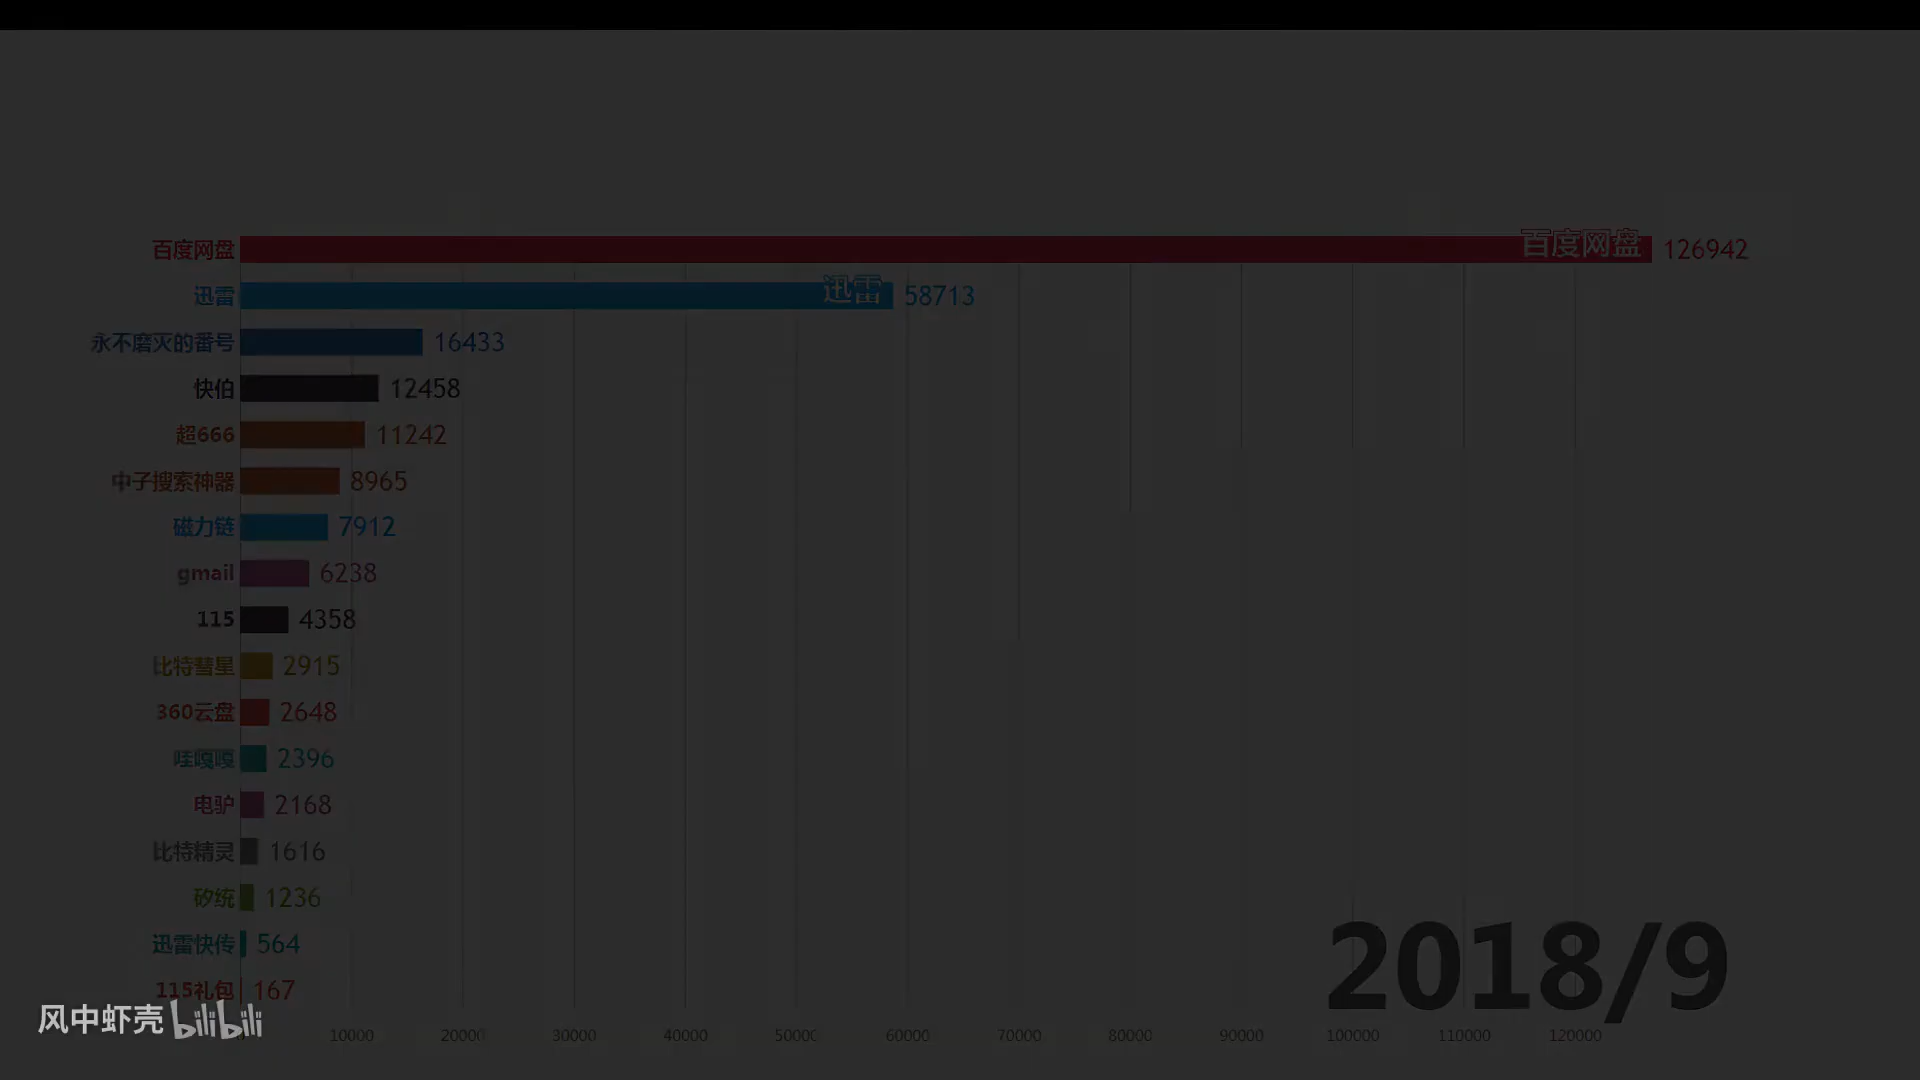 百度网盘 百度网盘 126942
迅雷 迅雷 58713
永不磨灭的番号 16433
快伯 12458
超666 11242
中子搜索神器 8965
磁力链 7912
gmail 6238
115 4358
比特彗星 2915
360云盘 2648
哇嘎嘎 2396
电驴 2168
比特精灵 1616
矽统 1236
迅雷快传 564
115礼包 167
2018/9
风中虾壳 bilibili
0 10000 20000 30000 40000 50000 60000 70000 80000 90000 100000 110000 120000